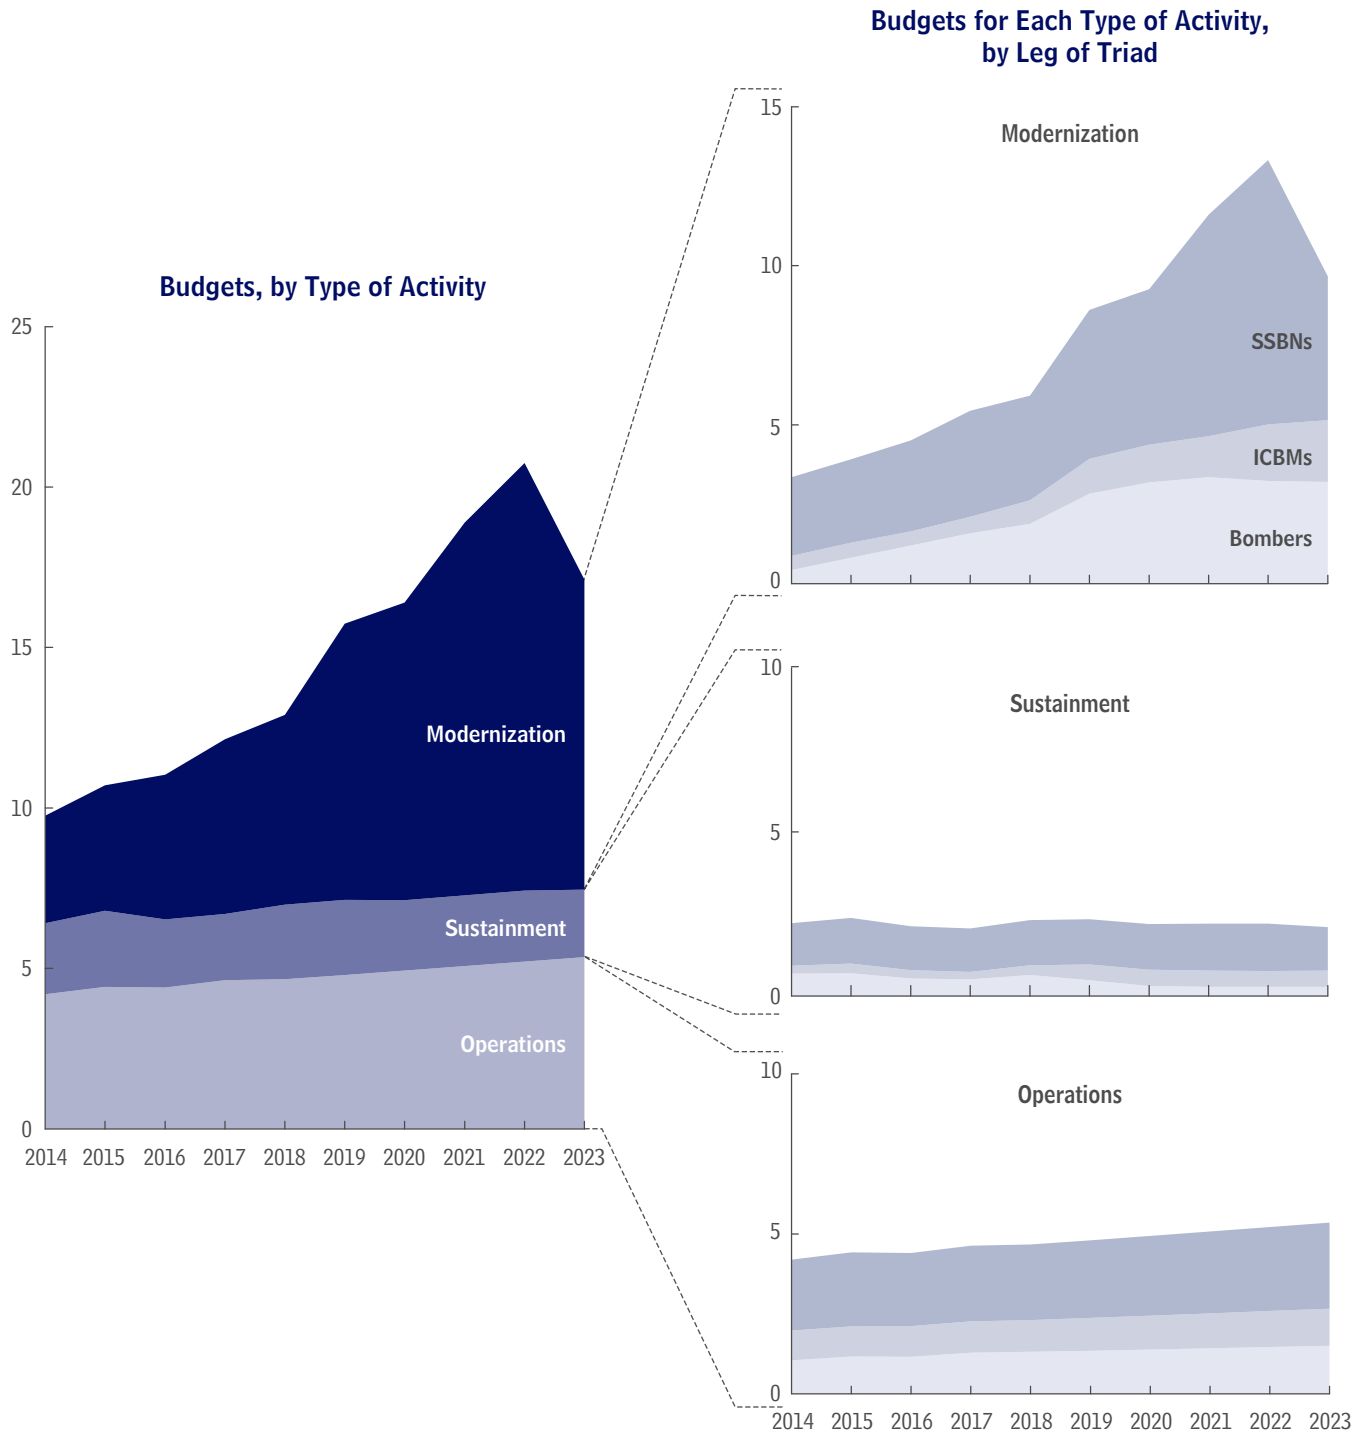 Budgets for Each Type of Activity,
by Leg of Triad
Budgets, by Type of Activity
25
20
15
10
5
0
Modernization
Sustainment
Operations
2014 2015 2016 2017 2018 2019 2020 2021 2022 2023
15
Modernization
10
5
0
SSBNs
ICBMs
Bombers
10
Sustainment
5
0
10
Operations
5
0
2014 2015 2016 2017 2018 2019 2020 2021 2022 2023